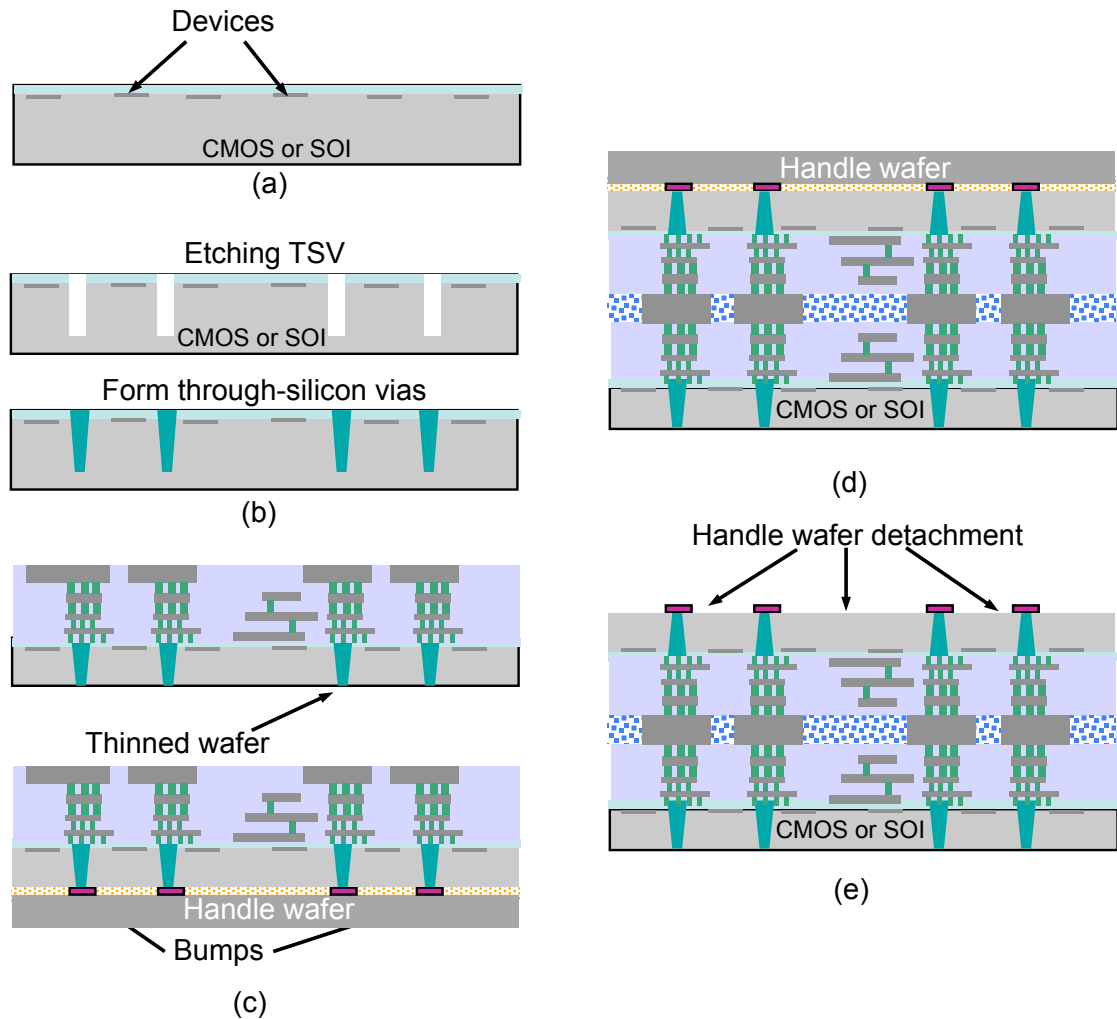 Devices
CMOS or SOI
(a)
Etching TSV
CMOS or SOI
Form through-silicon vias
(b)
Thinned wafer
Handle wafer
Bumps
(c)
Handle wafer
CMOS or SOI
(d)
Handle wafer detachment
CMOS or SOI
(e)